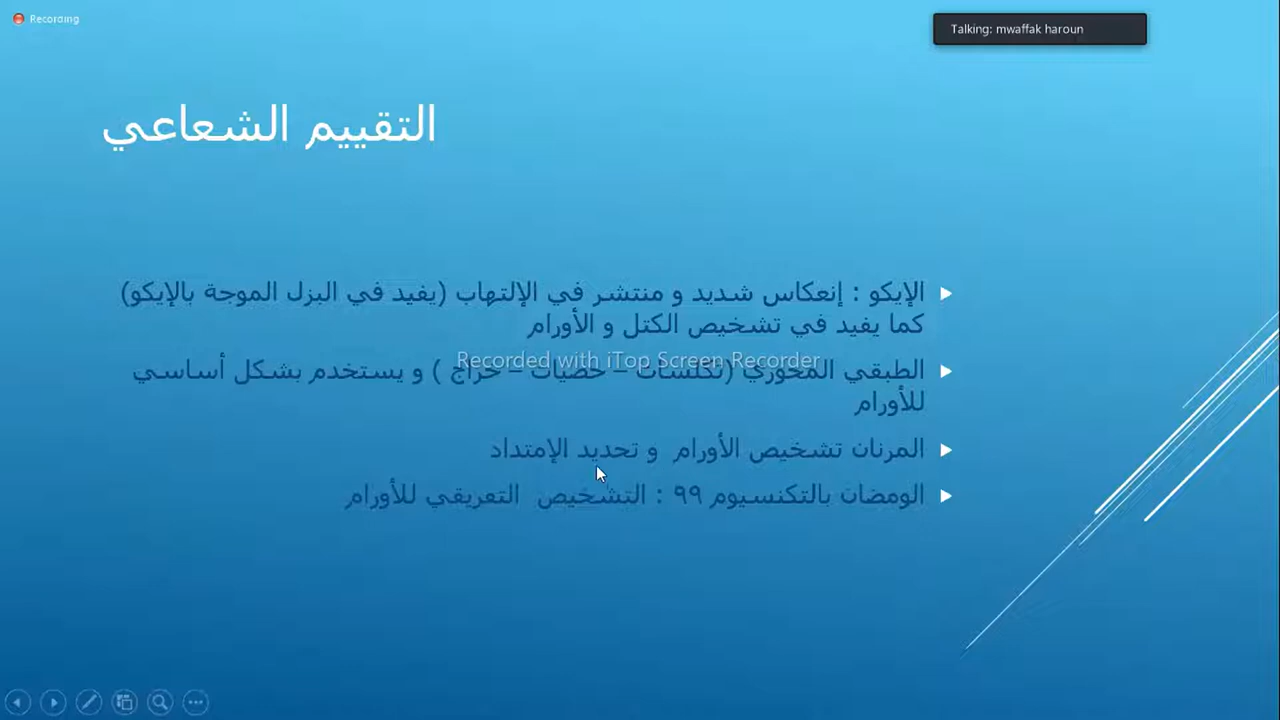 Recording
Talking: mwaffak haroun
التقييم الشعاعي
الإيكو : إنعكاس شديد و منتشر في الإلتهاب (يفيد في البزل الموجة بالإيكو)
كما يفيد في تشخيص الكتل و الأورام
الطبقي المحوري (تكلسات – حصيات – خراج ) و يستخدم بشكل أساسي
للأورام
Recorded with iTop Screen Recorder
المرنان تشخيص الأورام و تحديد الإمتداد
الومضان بالتكنسيوم ٩٩ : التشخيص التفريقي للأورام